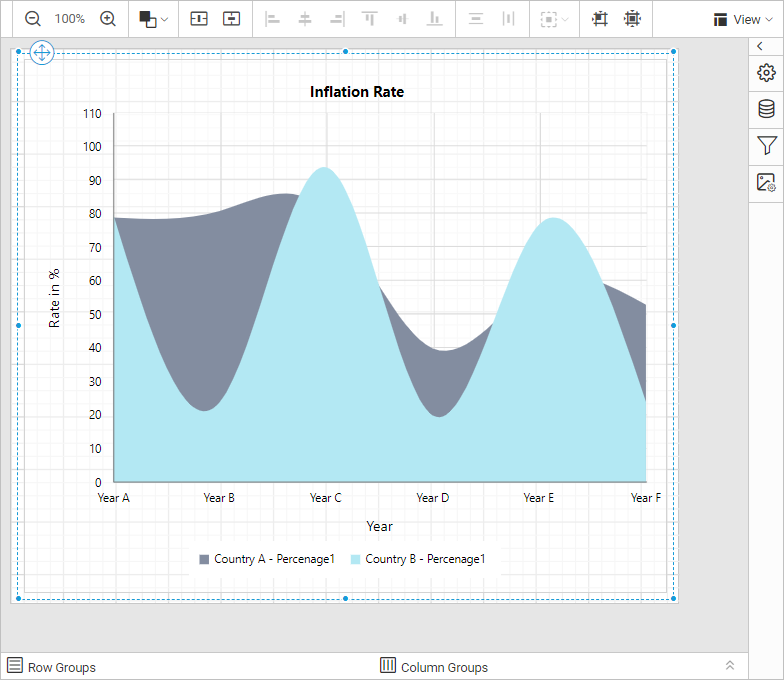 100%
View
Inflation Rate
110
100
90
80
70
60
50
40
30
20
10
0
Rate in %
Year A Year B Year C Year D Year E Year F
Year
Country A - Percenage1 Country B - Percenage1
Row Groups Column Groups